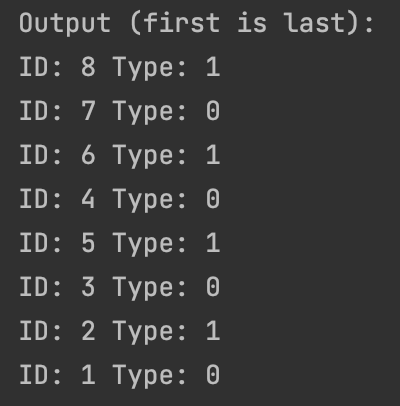 Output (first is last):
ID: 8 Type: 1
ID: 7 Type: 0
ID: 6 Type: 1
ID: 4 Type: 0
ID: 5 Type: 1
ID: 3 Type: 0
ID: 2 Type: 1
ID: 1 Type: 0